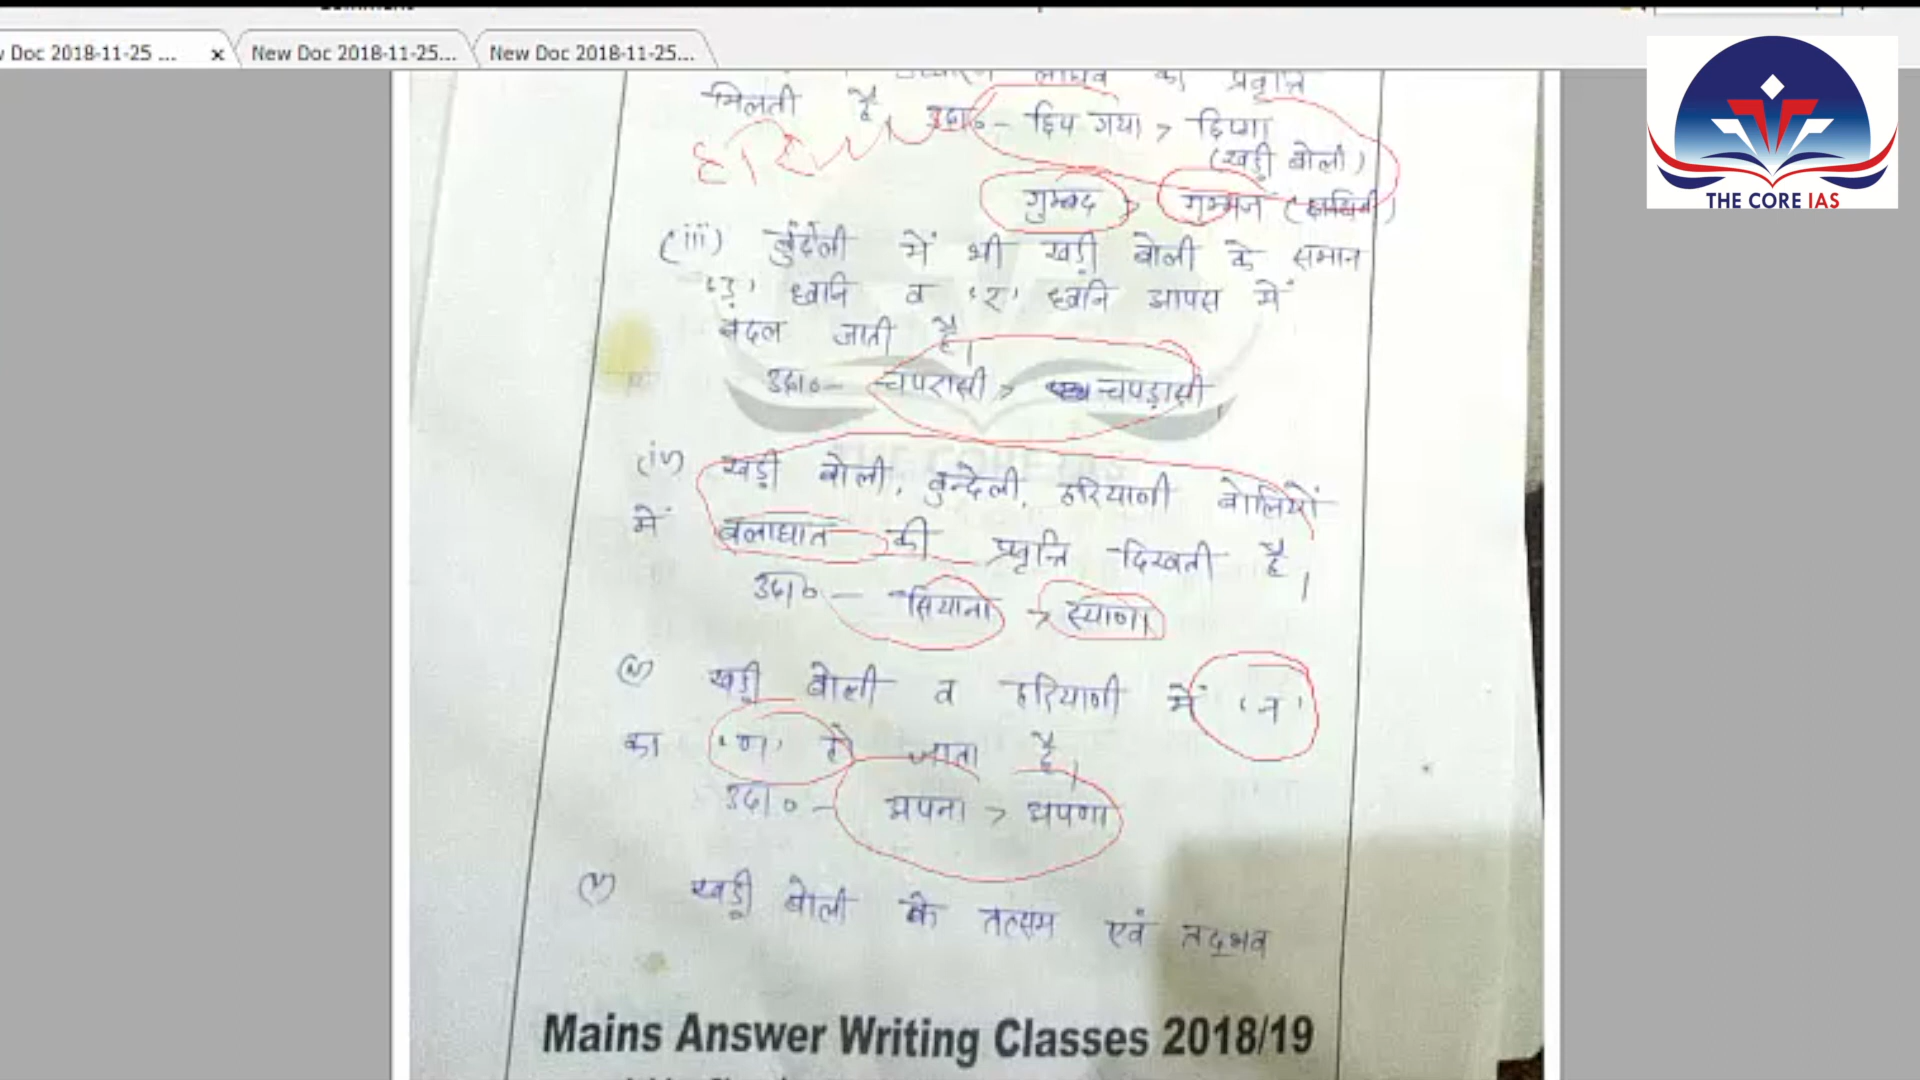 New Doc 2018-11-25 ... x New Doc 2018-11-25... New Doc 2018-11-25...
THE CORE IAS
लाघव की प्रवृत्ति
मिलती है उदा०- छिप गया > छिप्गा
(खड़ी बोली)
गुम्बद > गुम्मज
(iii) बुंदेली में भी खड़ी बोली के समान
'ड़' ध्वनि व 'र' ध्वनि आपस में
बदल जाती है।
उदा०- चपरासी > चपड़ासी
(iv) खड़ी बोली, बुन्देली, हरियाणी बोलियों
में बलाघात की प्रवृत्ति दिखती है।
उदा०- सियाना > स्याणा
खड़ी बोली व हरियाणी में 'न'
का 'ण' हो जाता है।
उदा०- अपना > अपणा
(v) खड़ी बोली के तत्सम एवं तद्भव
Mains Answer Writing Classes 2018/19